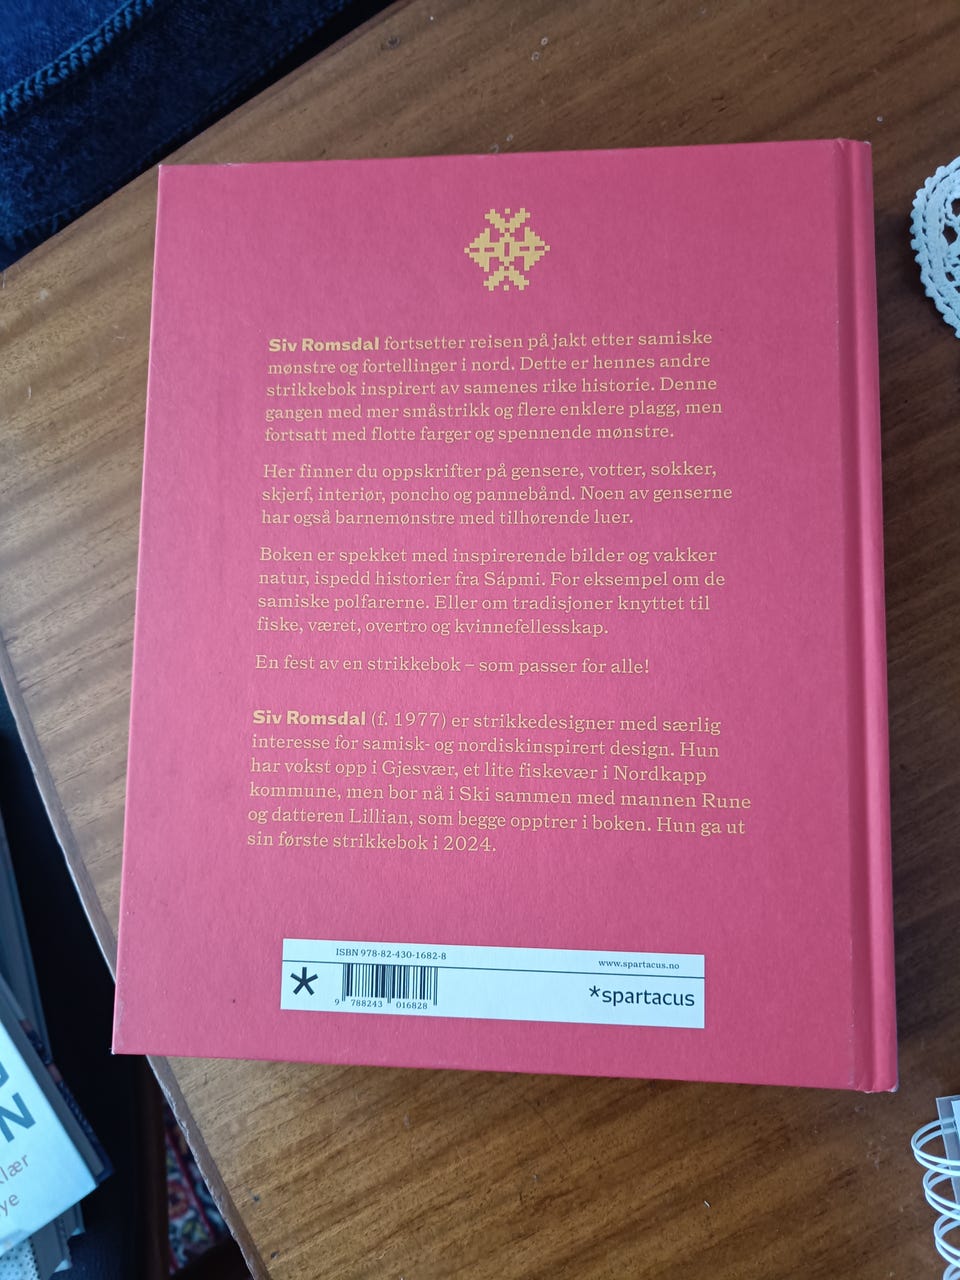 Siv Romsdal fortsetter reisen på jakt etter samiske
mønstre og fortellinger i nord. Dette er hennes andre
strikkebok inspirert av samenes rike historie. Denne
gangen med mer småstrikk og flere enklere plagg, men
fortsatt med flotte farger og spennende mønstre.
Her finner du oppskrifter på gensere, votter, sokker,
skjerf, interiør, poncho og pannebånd. Noen av genserne
har også barnemønstre med tilhørende luer.
Boken er spekket med inspirerende bilder og vakker
natur, ispedd historier fra Sápmi. For eksempel om de
samiske polfarerne. Eller om tradisjoner knyttet til
fiske, været, overtro og kvinnefellesskap.
En fest av en strikkebok – som passer for alle!
Siv Romsdal (f. 1977) er strikkedesigner med særlig
interesse for samisk- og nordiskinspirert design. Hun
har vokst opp i Gjesvær, et lite fiskevær i Nordkapp
kommune, men bor nå i Ski sammen med mannen Rune
og datteren Lillian, som begge opptrer i boken. Hun ga ut
sin første strikkebok i 2024.
ISBN 978-82-430-1682-8
www.spartacus.no
*
*spartacus
9 788243 016828
N
lær
ye